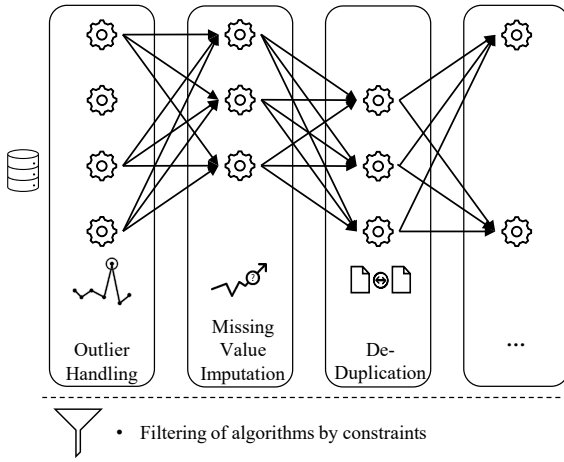 Outlier
Handling
Missing
Value
Imputation
?
De-
Duplication
...
• Filtering of algorithms by constraints